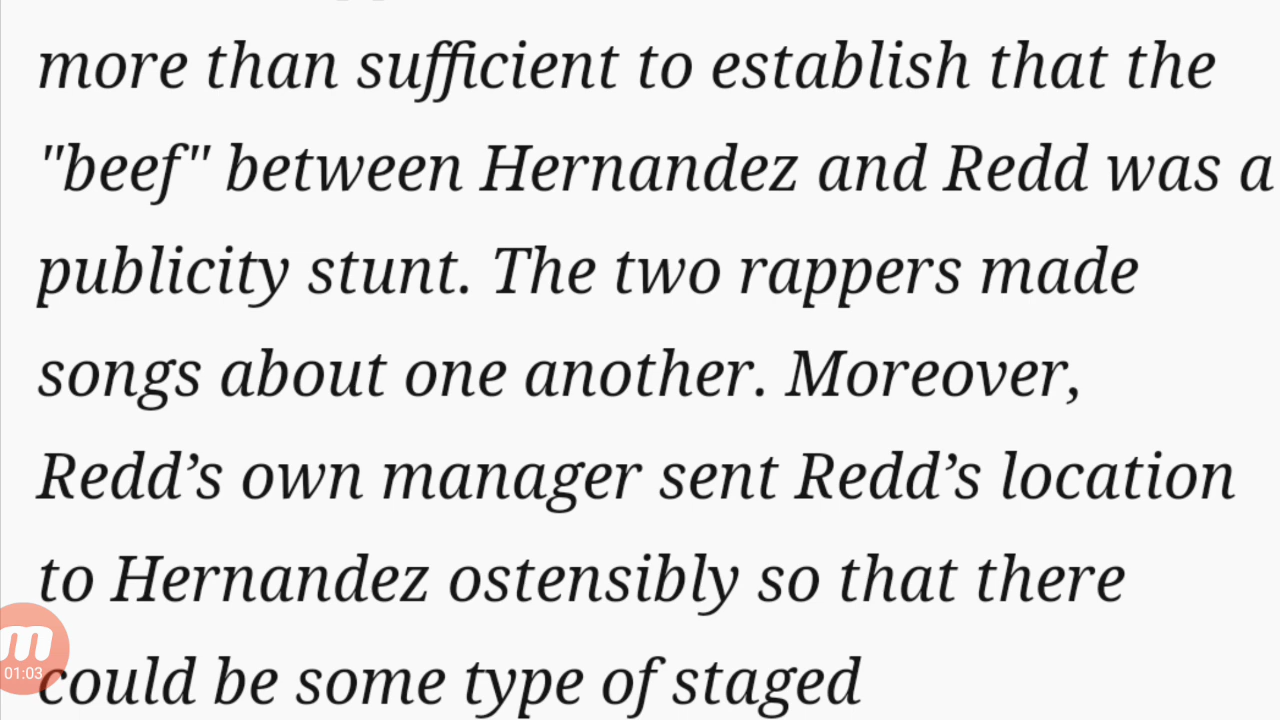 more than sufficient to establish that the
"beef" between Hernandez and Redd was a
publicity stunt. The two rappers made
songs about one another. Moreover,
Redd’s own manager sent Redd’s location
to Hernandez ostensibly so that there
could be some type of staged
m
01:03